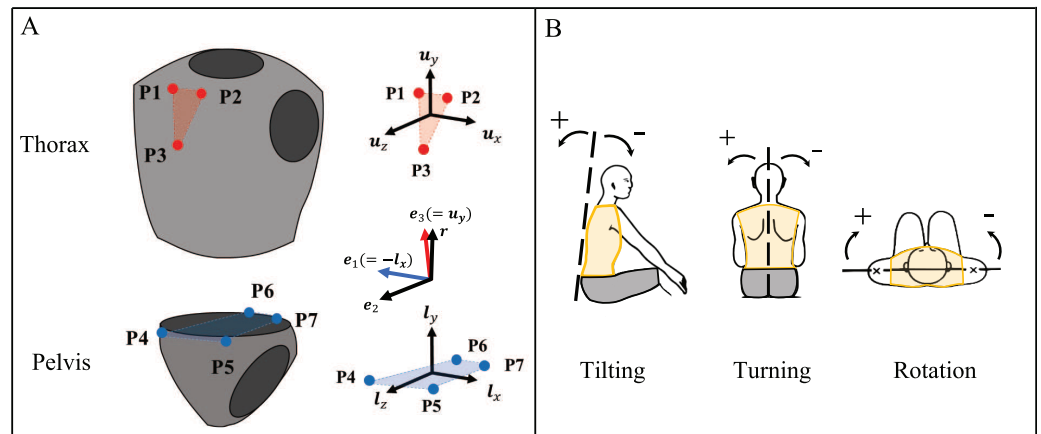 A
Thorax
P1
P2
P3
u_y
P1
P2
u_z
u_x
P3
e_3(= u_y)
r
e_1(= −l_x)
e_2
Pelvis
P6
P4
P7
P5
l_y
P6
P4
P7
l_z
P5
l_x
B
+ -
+ -
+ -
× ×
Tilting
Turning
Rotation